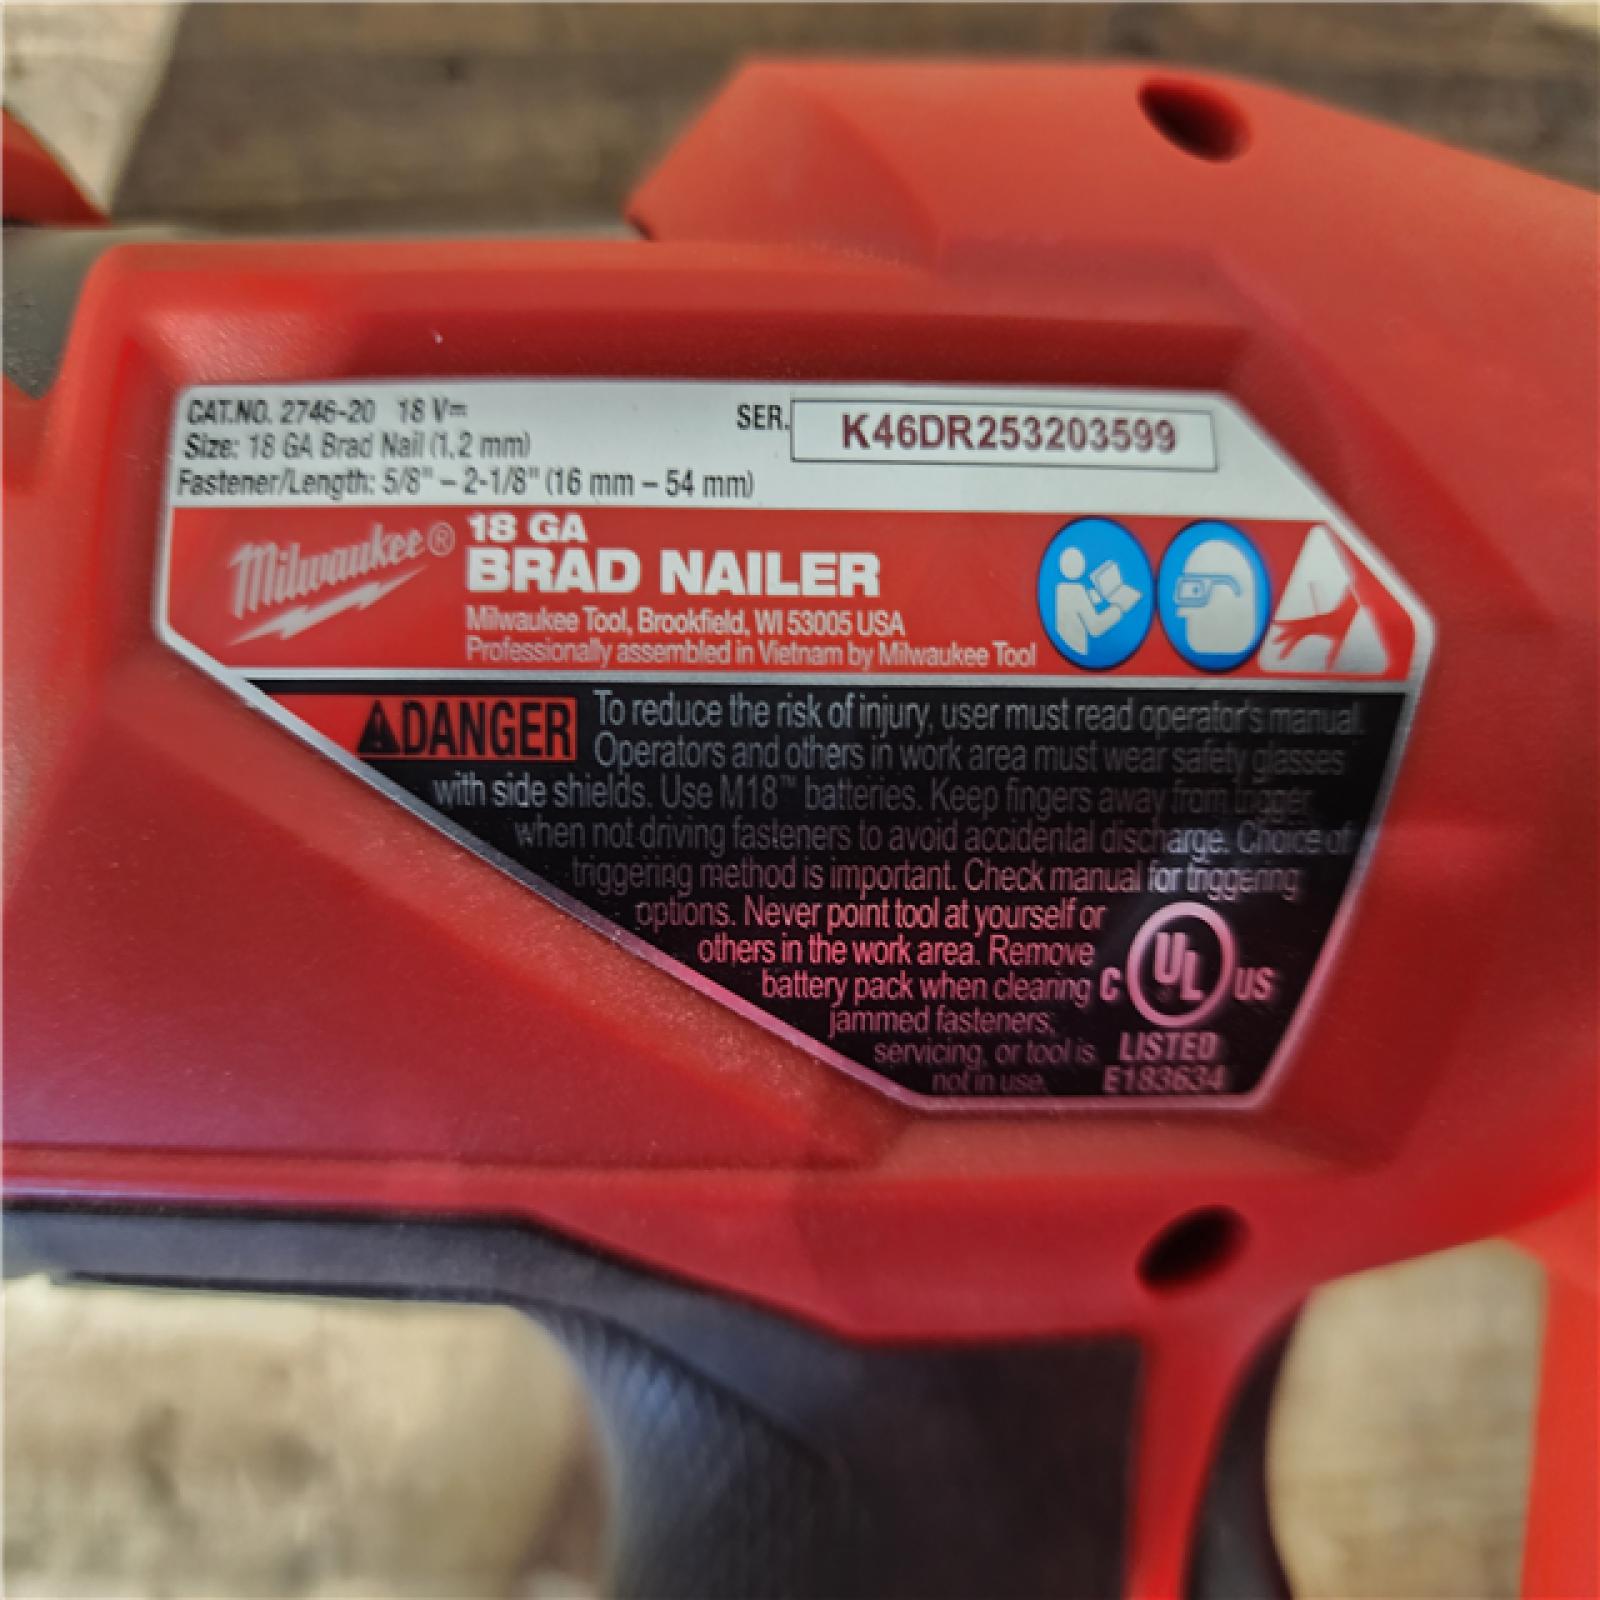 CAT.NO. 2746-20 18 V⎓
Size: 18 GA Brad Nail (1,2 mm)
Fastener/Length: 5/8" – 2-1/8" (16 mm – 54 mm)
SER. K46DR253203599
Milwaukee®
18 GA
BRAD NAILER
Milwaukee Tool, Brookfield, WI 53005 USA
Professionally assembled in Vietnam by Milwaukee Tool
DANGER To reduce the risk of injury, user must read operator's manual.
Operators and others in work area must wear safety glasses
with side shields. Use M18™ batteries. Keep fingers away from trigger
when not driving fasteners to avoid accidental discharge. Choice of
triggering method is important. Check manual for triggering
options. Never point tool at yourself or
others in the work area. Remove
battery pack when clearing
jammed fasteners,
servicing, or tool is
not in use.
C UL US
LISTED
E183634